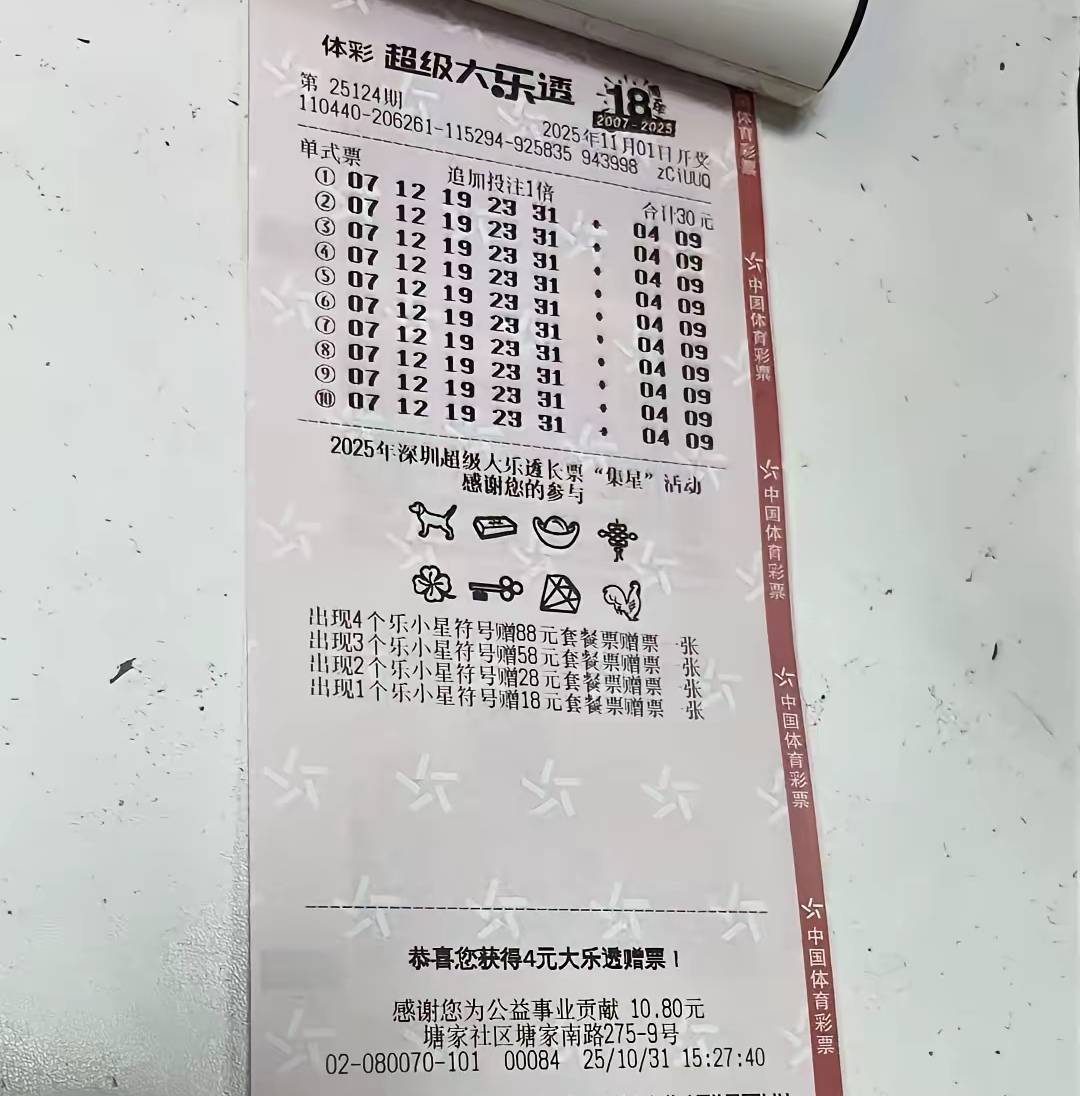 体彩 超级大乐透
18年
2007-2025
第 25124期
2025年11月01日开奖
110440-206261-115294-925835 943998 zCiUUQ
单式票
追加投注1倍
合计30元
① 07 12 19 23 31 04 09
② 07 12 19 23 31 04 09
③ 07 12 19 23 31 04 09
④ 07 12 19 23 31 04 09
⑤ 07 12 19 23 31 04 09
⑥ 07 12 19 23 31 04 09
⑦ 07 12 19 23 31 04 09
⑧ 07 12 19 23 31 04 09
⑨ 07 12 19 23 31 04 09
⑩ 07 12 19 23 31 04 09
2025年深圳超级大乐透长票“集星”活动
感谢您的参与
出现4个乐小星符号赠88元套餐票赠票一张
出现3个乐小星符号赠58元套餐票赠票一张
出现2个乐小星符号赠28元套餐票赠票一张
出现1个乐小星符号赠18元套餐票赠票一张
恭喜您获得4元大乐透赠票！
感谢您为公益事业贡献 10.80元
塘家社区塘家南路275-9号
02-080070-101 00084 25/10/31 15:27:40
体育彩票
中国体育彩票
中国体育彩票
中国体育彩票
中国体育彩票